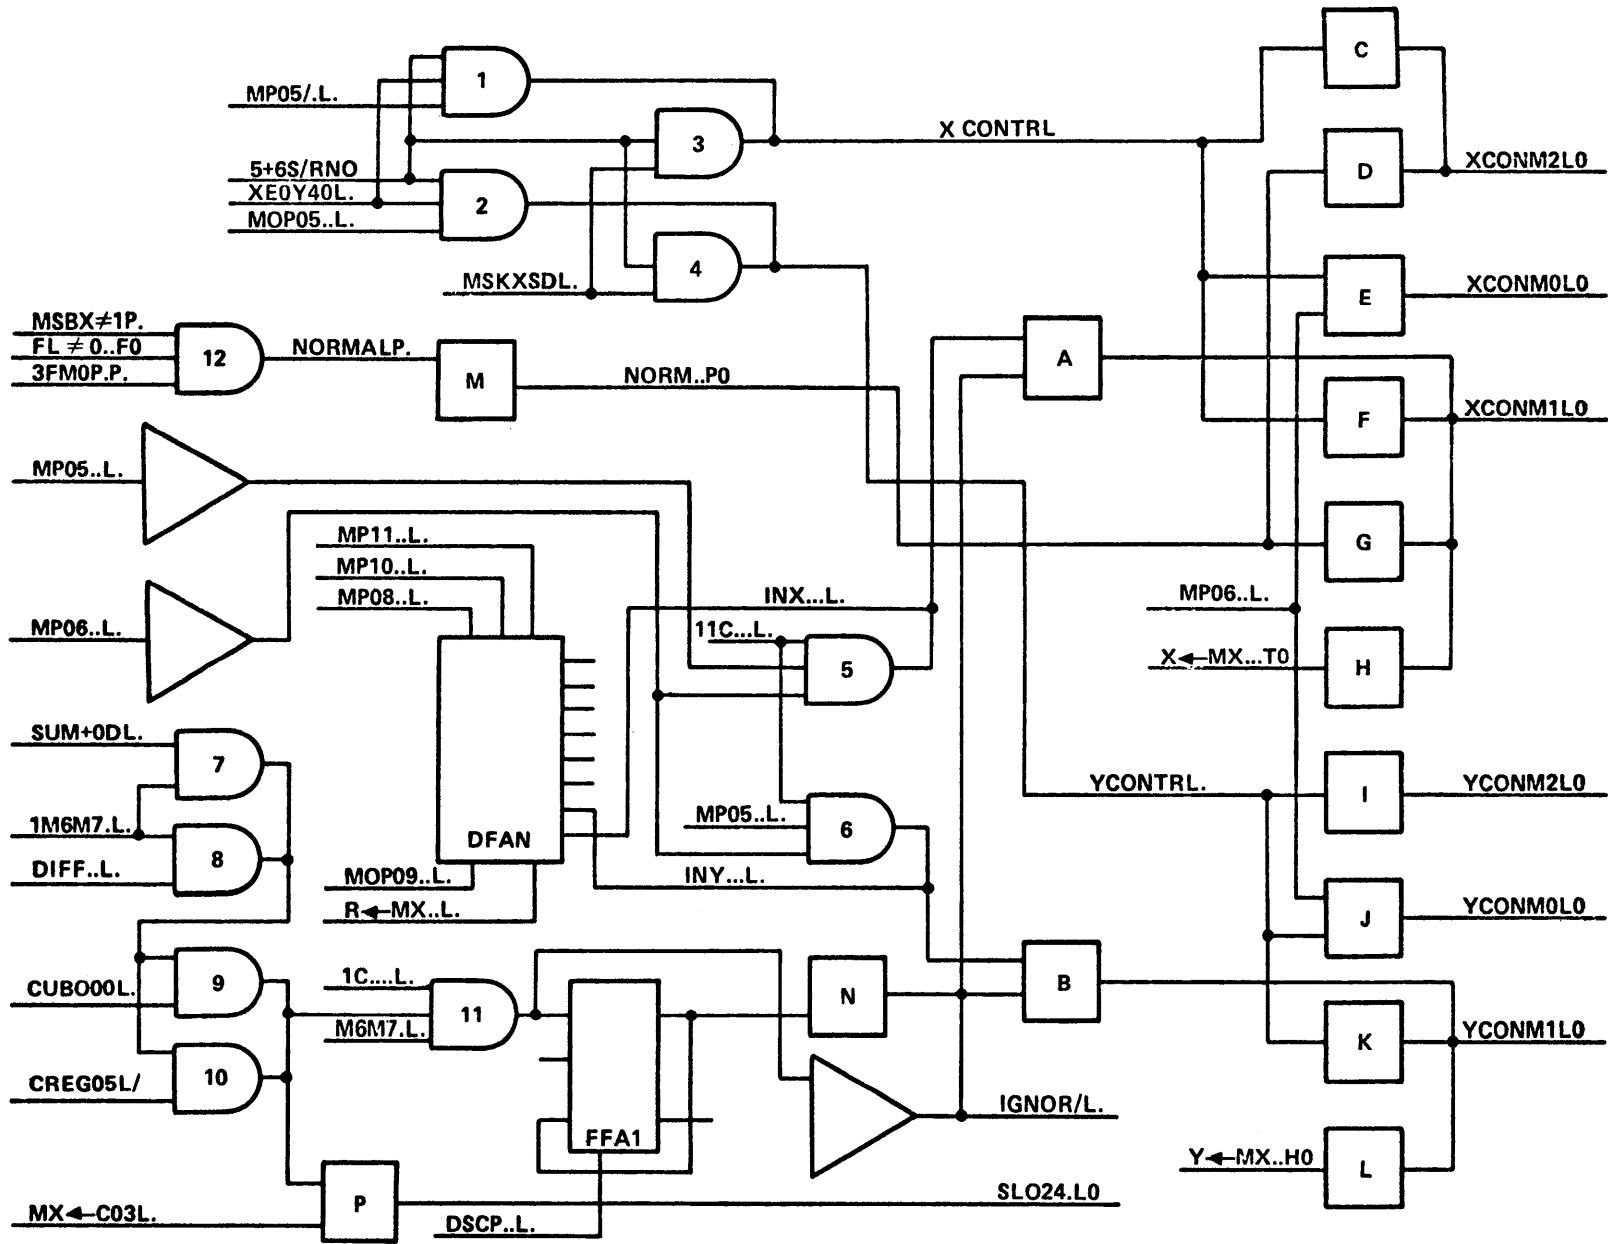 C
1
MP05/.L.
3
X CONTRL
D
XCONM2L0
5+6S/RNO
XE0Y40L.
2
MOP05..L.
4
MSKXSDL.
E
XCONM0L0
MSBX≠1P.
FL ≠ 0..F0
3FM0P.P.
12
NORMALP.
M
NORM..P0
A
F
XCONM1L0
MP05..L.
MP11..L.
MP10..L.
MP08..L.
G
MP06..L.
INX...L.
MP06..L.
11C...L.
5
X←MX...T0
H
SUM+0DL.
7
1M6M7.L.
8
DIFF..L.
DFAN
MP05..L.
6
YCONTRL.
I
YCONM2L0
MOP09..L.
INY...L.
R←MX..L.
J
YCONM0L0
CUBO00L.
9
1C....L.
11
M6M7.L.
N
B
K
YCONM1L0
CREG05L/
10
FFA1
IGNOR/L.
Y←MX..H0
L
MX←C03L.
P
SLO24.L0
DSCP..L.